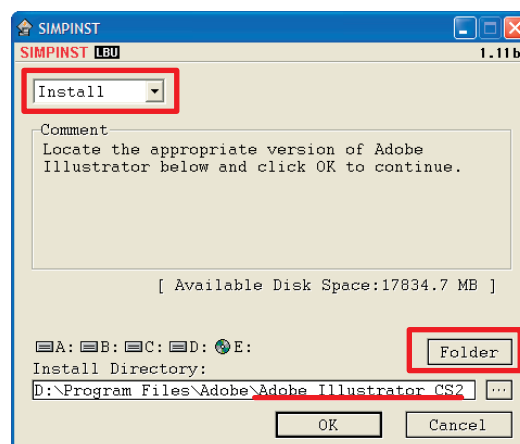 SIMPINST
SIMPINST LBU 1.11b
Install
Comment
Locate the appropriate version of Adobe
Illustrator below and click OK to continue.
[ Available Disk Space:17834.7 MB ]
A: B: C: D: E:
Folder
Install Directory:
D:\Program Files\Adobe\Adobe Illustrator CS2 ...
OK Cancel